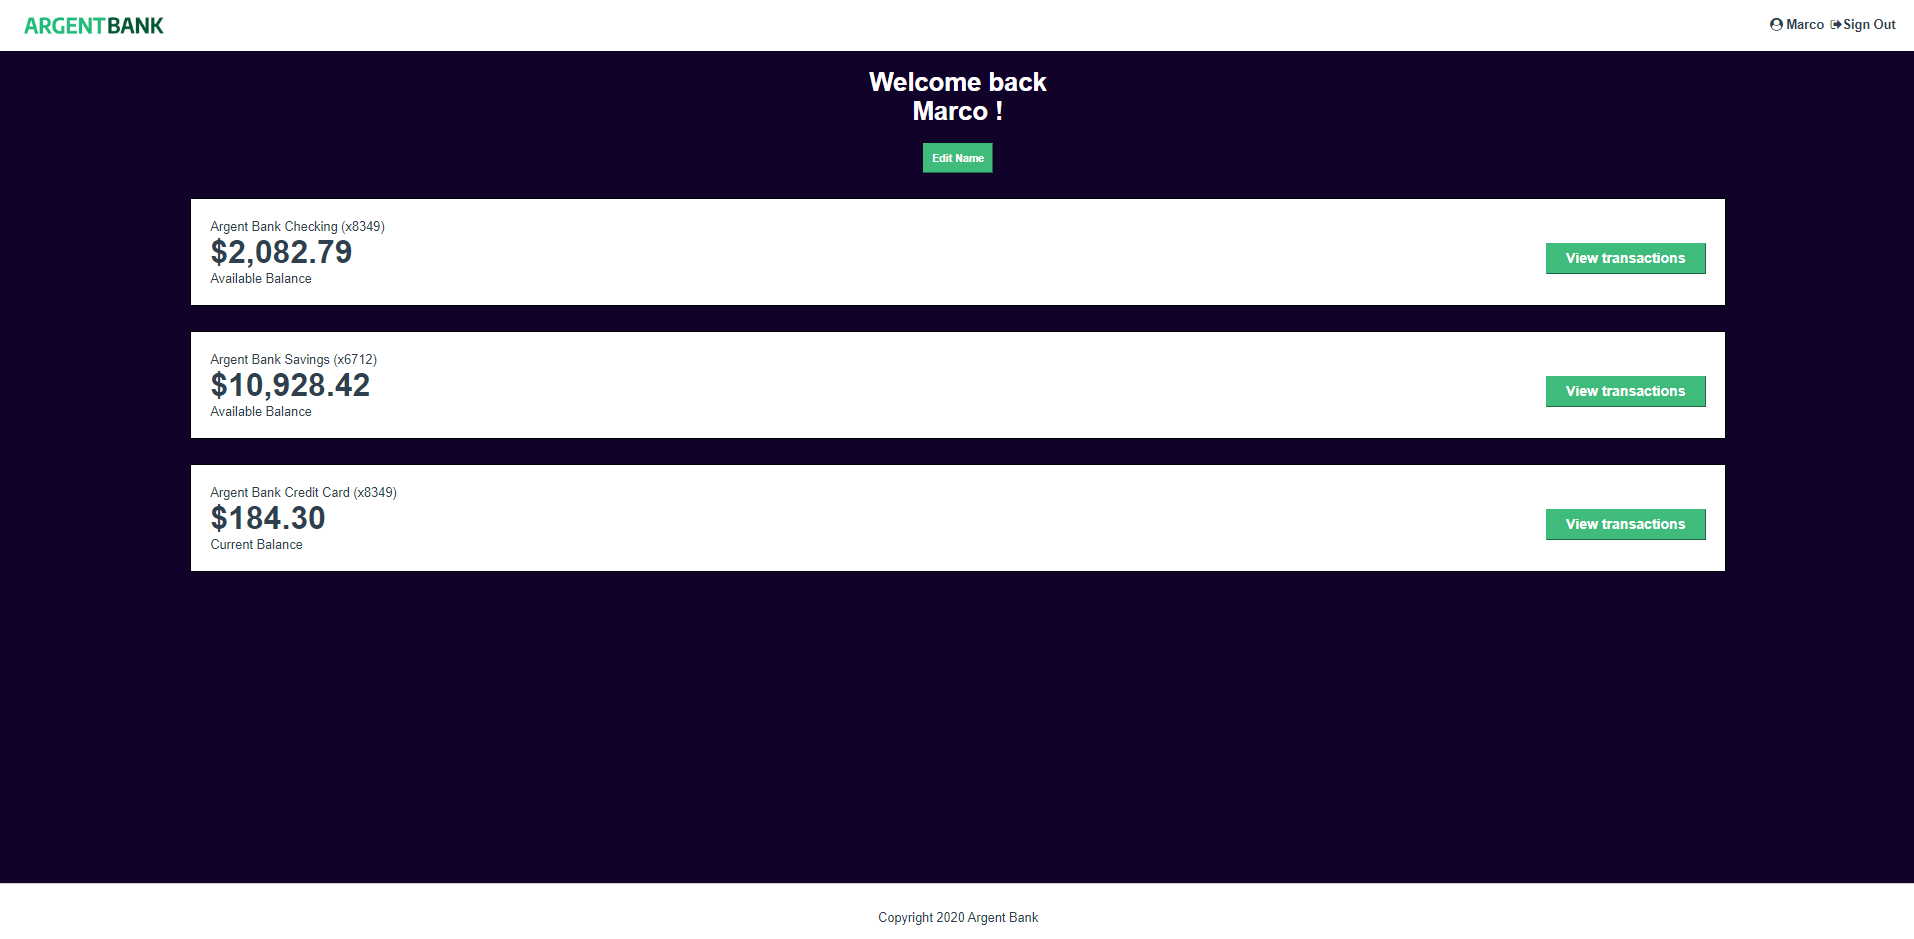 ARGENTBANK
Marco Sign Out
Welcome back
Marco !
Edit Name
Argent Bank Checking (x8349)
$2,082.79
Available Balance
View transactions
Argent Bank Savings (x6712)
$10,928.42
Available Balance
View transactions
Argent Bank Credit Card (x8349)
$184.30
Current Balance
View transactions
Copyright 2020 Argent Bank